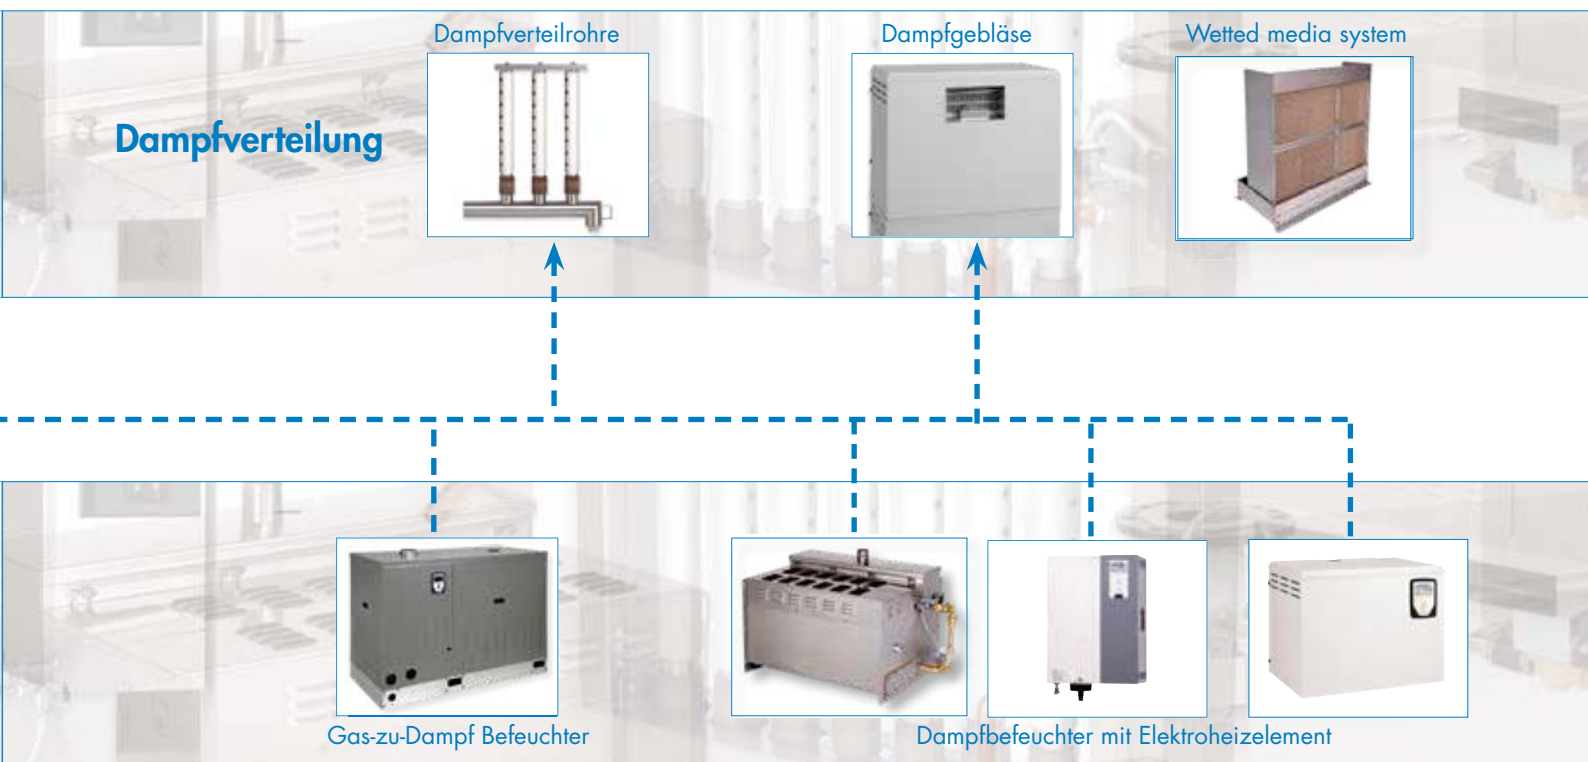 Dampfverteilrohre
Dampfgebläse
Wetted media system
Dampfverteilung
Gas-zu-Dampf Befeuchter
Dampfbefeuchter mit Elektroheizelement